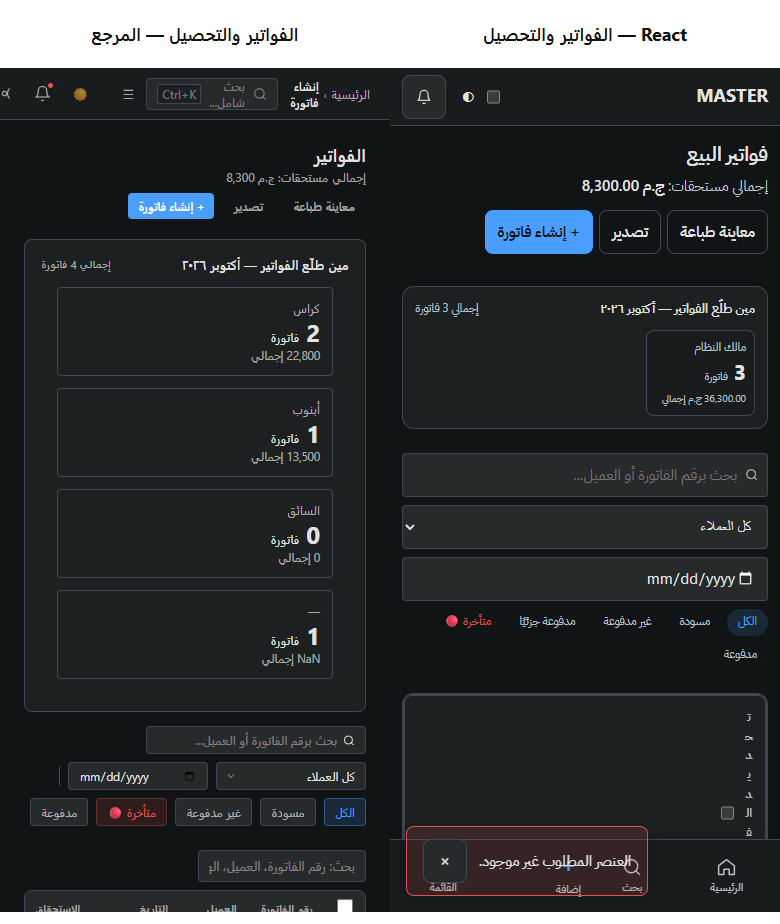 React — الفواتير والتحصيل
MASTER
فواتير البيع
إجمالي مستحقات: ج.م 8,300.00
معاينة طباعة
تصدير
+ إنشاء فاتورة
مين طلّع الفواتير — أكتوبر ٢٠٢٦
إجمالي 3 فاتورة
مالك النظام
3 فاتورة
36,300.00 ج.م إجمالي
بحث برقم الفاتورة أو العميل...
كل العملاء
mm/dd/yyyy
الكل
مسودة
غير مدفوعة
مدفوعة جزئيًا
متأخرة
مدفوعة
العنصر المطلوب غير موجود.
×
الرئيسية
بحث
إضافة
القائمة
الفواتير والتحصيل — المرجع
الرئيسية › إنشاء فاتورة
بحث شامل...
Ctrl+K
الفواتير
إجمالي مستحقات: ج.م 8,300
معاينة طباعة
تصدير
+ إنشاء فاتورة
مين طلّع الفواتير — أكتوبر ٢٠٢٦
إجمالي 4 فاتورة
كراس
2 فاتورة
22,800 إجمالي
أبنوب
1 فاتورة
13,500 إجمالي
السائق
0 فاتورة
0 إجمالي
—
1 فاتورة
NaN إجمالي
بحث برقم الفاتورة أو العميل...
كل العملاء
mm/dd/yyyy
الكل
مسودة
غير مدفوعة
متأخرة
مدفوعة
بحث: رقم الفاتورة، العميل،
رقم الفاتورة
العميل
التاريخ
الاستحقاق